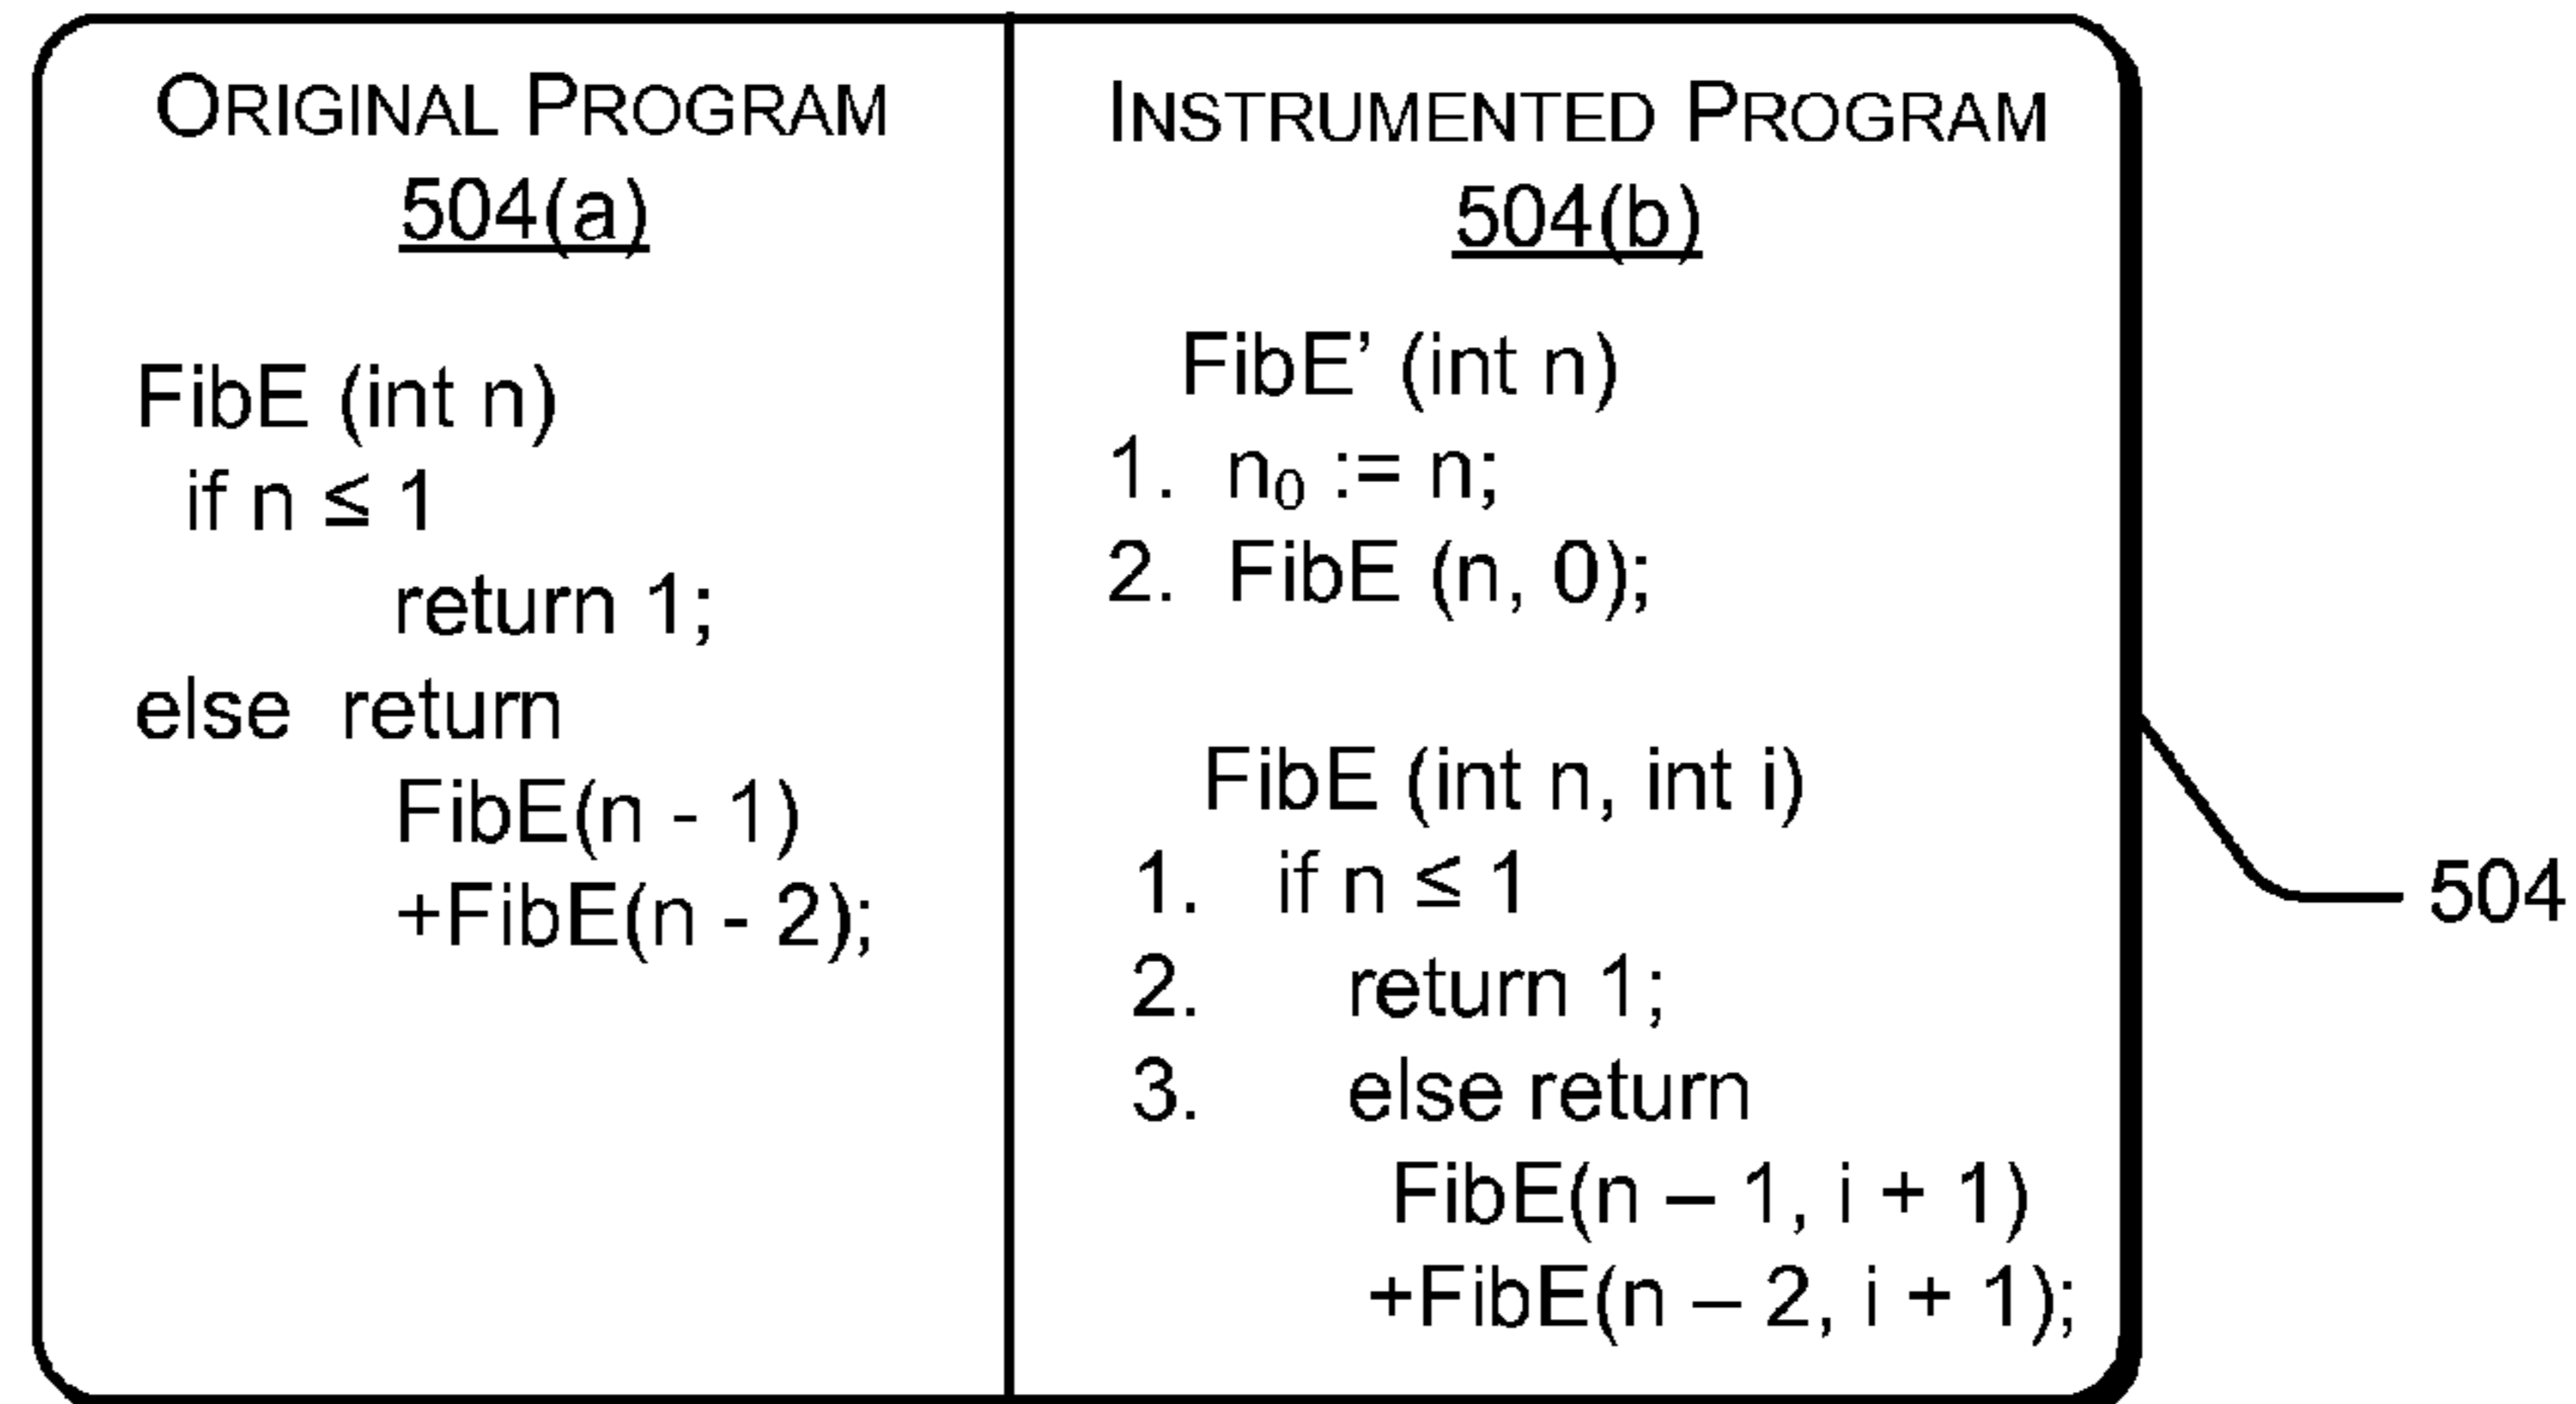 ORIGINAL PROGRAM
504(a)
FibE (int n)
if n ≤ 1
return 1;
else return
FibE(n - 1)
+FibE(n - 2);
INSTRUMENTED PROGRAM
504(b)
FibE’ (int n)
1. n₀ := n;
2. FibE (n, 0);
FibE (int n, int i)
1. if n ≤ 1
2. return 1;
3. else return
FibE(n – 1, i + 1)
+FibE(n – 2, i + 1);
504